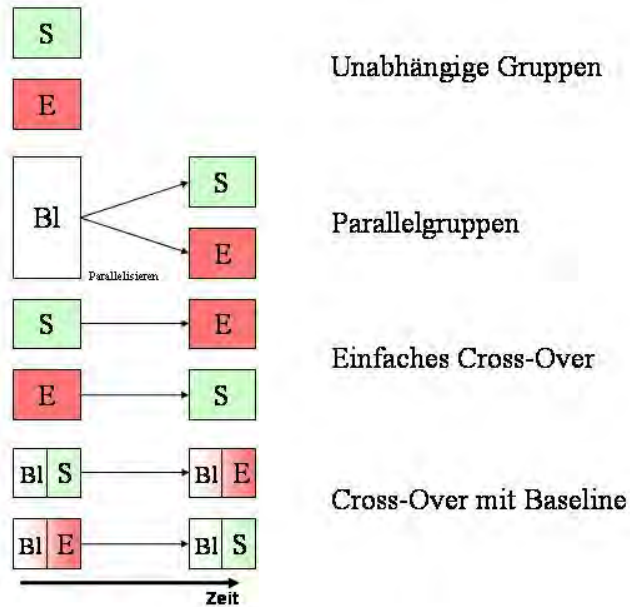 S
Unabhängige Gruppen
E
S
Bl
Parallelgruppen
E
Parallelisieren
S E
Einfaches Cross-Over
E S
Bl S Bl E
Cross-Over mit Baseline
Bl E Bl S
Zeit